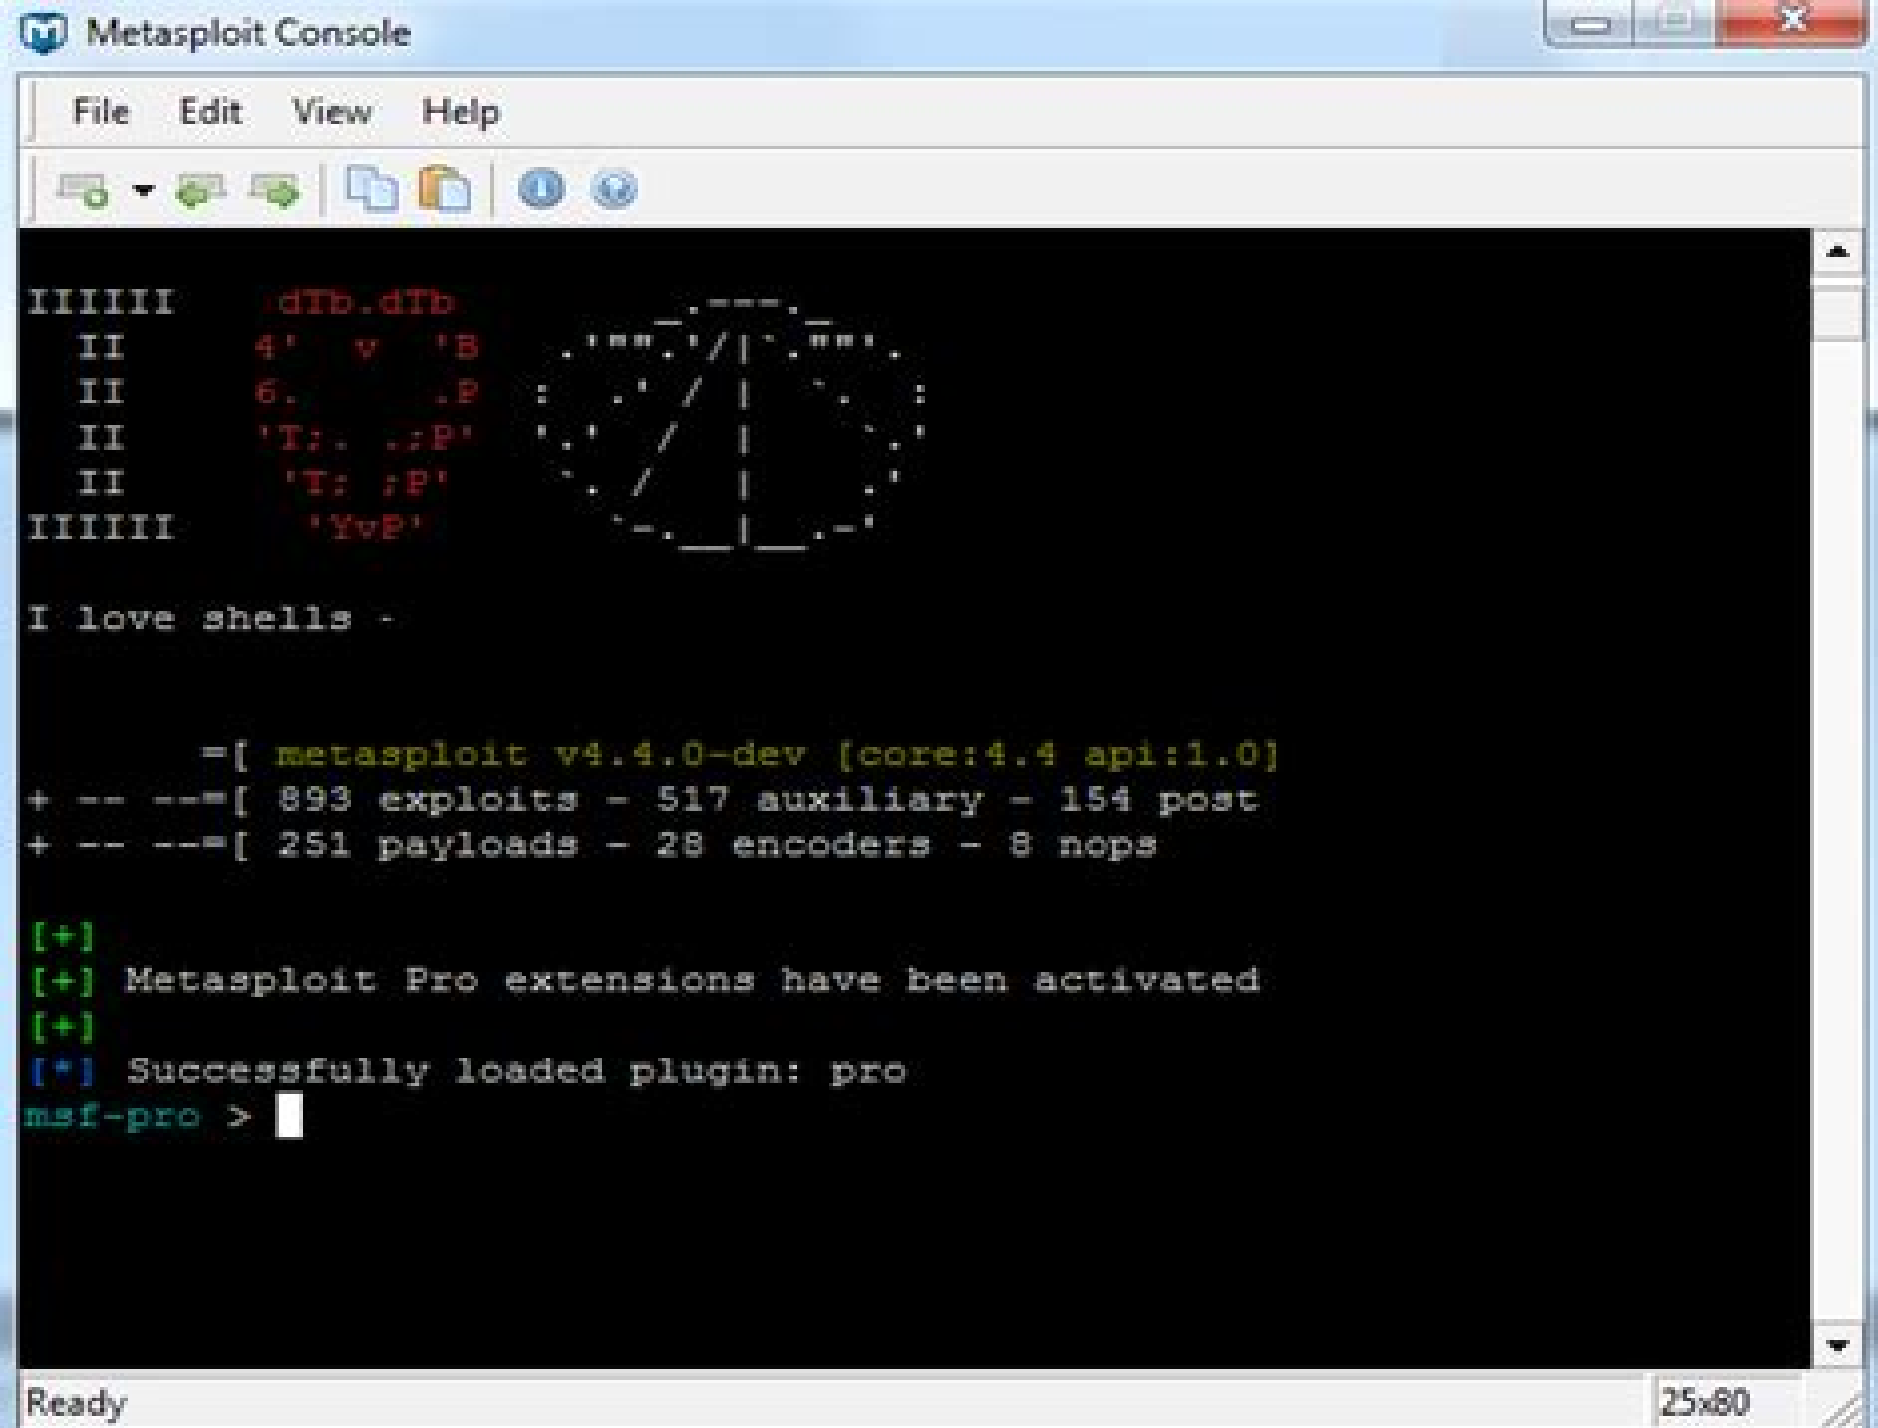 Metasploit Console
File Edit View Help
IIIIII    dTb.dTb        _.---._
  II     4'  v  'B   .'"".'/|`."""'.
  II     6.     .P  :  .' / |  `.  :
  II     'T;. .;P'  '.'  /  |    `.'
  II      'T; ;P'    `. /   |    .'
IIIIII     'YvP'       `-.__|__.-'
I love shells -
=[ metasploit v4.4.0-dev [core:4.4 api:1.0]
+ -- --=[ 893 exploits - 517 auxiliary - 154 post
+ -- --=[ 251 payloads - 28 encoders - 8 nops
[+]
[+] Metasploit Pro extensions have been activated
[+]
[*] Successfully loaded plugin: pro
msf-pro >
Ready
25x80